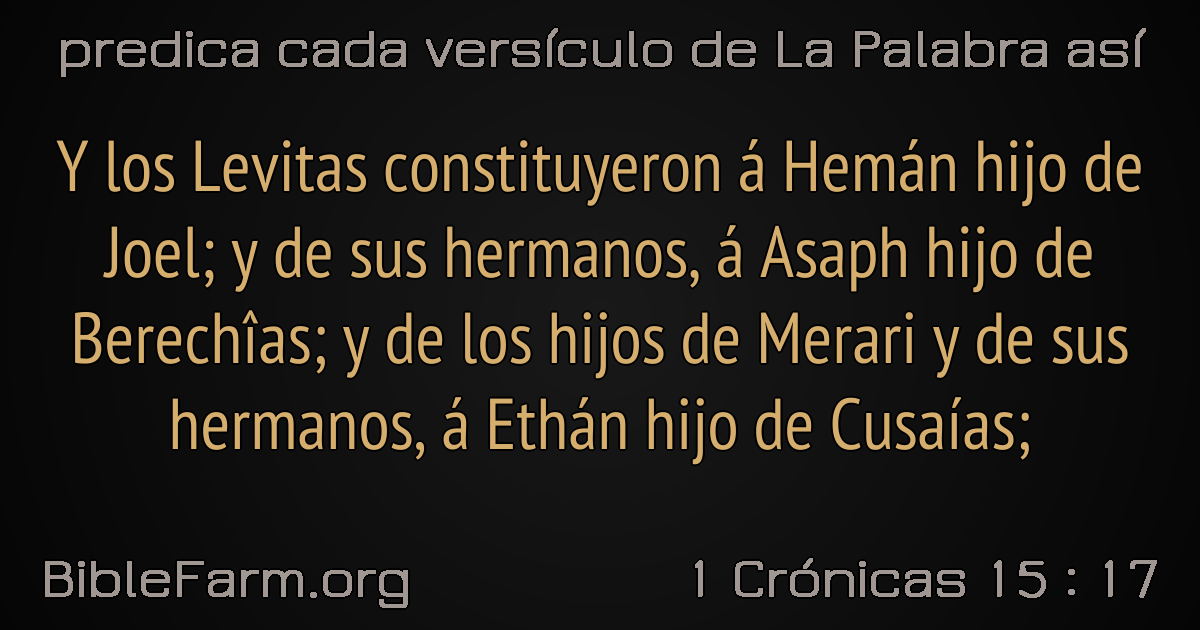 predica cada versículo de La Palabra así
Y los Levitas constituyeron á Hemán hijo de
Joel; y de sus hermanos, á Asaph hijo de
Berechîas; y de los hijos de Merari y de sus
hermanos, á Ethán hijo de Cusaías;
BibleFarm.org
1 Crónicas 15 : 17